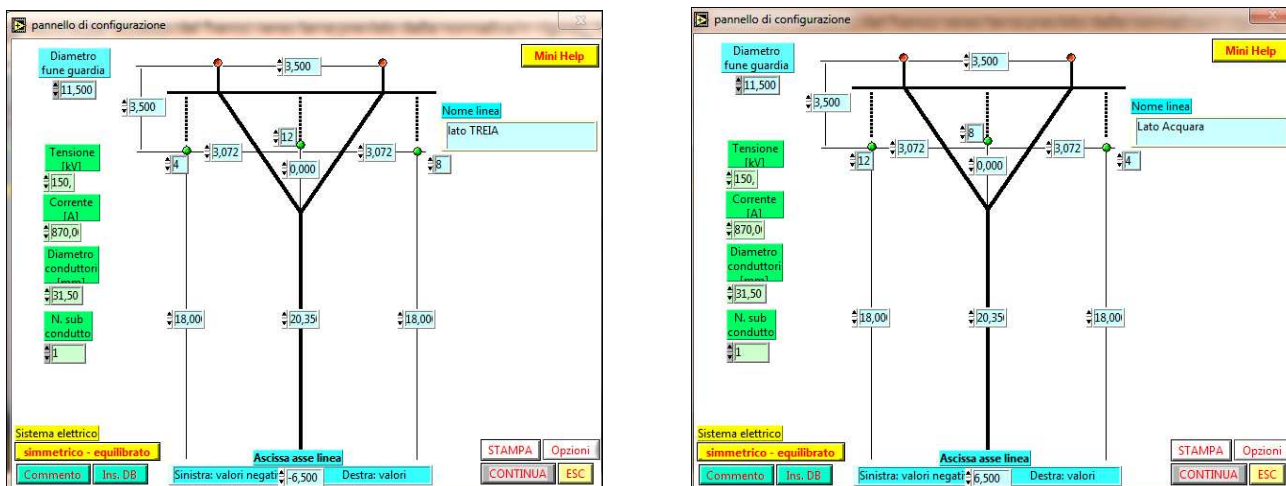 pannello di configurazione
Diametro
fune guardia
11,500
3,500
3,500
Mini Help
Nome linea
lato TREIA
12
4
3,072
3,072
8
0,000
Tensione
[kV]
150,
Corrente
[A]
870,0
Diametro
conduttori
[mm]
31,50
N. sub
condutto
1
18,00
20,35
18,00
Sistema elettrico
simmetrico - equilibrato
Commento
Ins. DB
Ascissa asse linea
Sinistra: valori negati
-6,500
Destra: valori
STAMPA
Opzioni
CONTINUA
ESC
pannello di configurazione
Diametro
fune guardia
11,500
3,500
3,500
Mini Help
Nome linea
Lato Acquara
8
12
3,072
3,072
4
0,000
Tensione
[kV]
150,
Corrente
[A]
870,0
Diametro
conduttori
[mm]
31,50
N. sub
condutto
1
18,00
20,35
18,00
Sistema elettrico
simmetrico - equilibrato
Commento
Ins. DB
Ascissa asse linea
Sinistra: valori negati
6,500
Destra: valori
STAMPA
Opzioni
CONTINUA
ESC